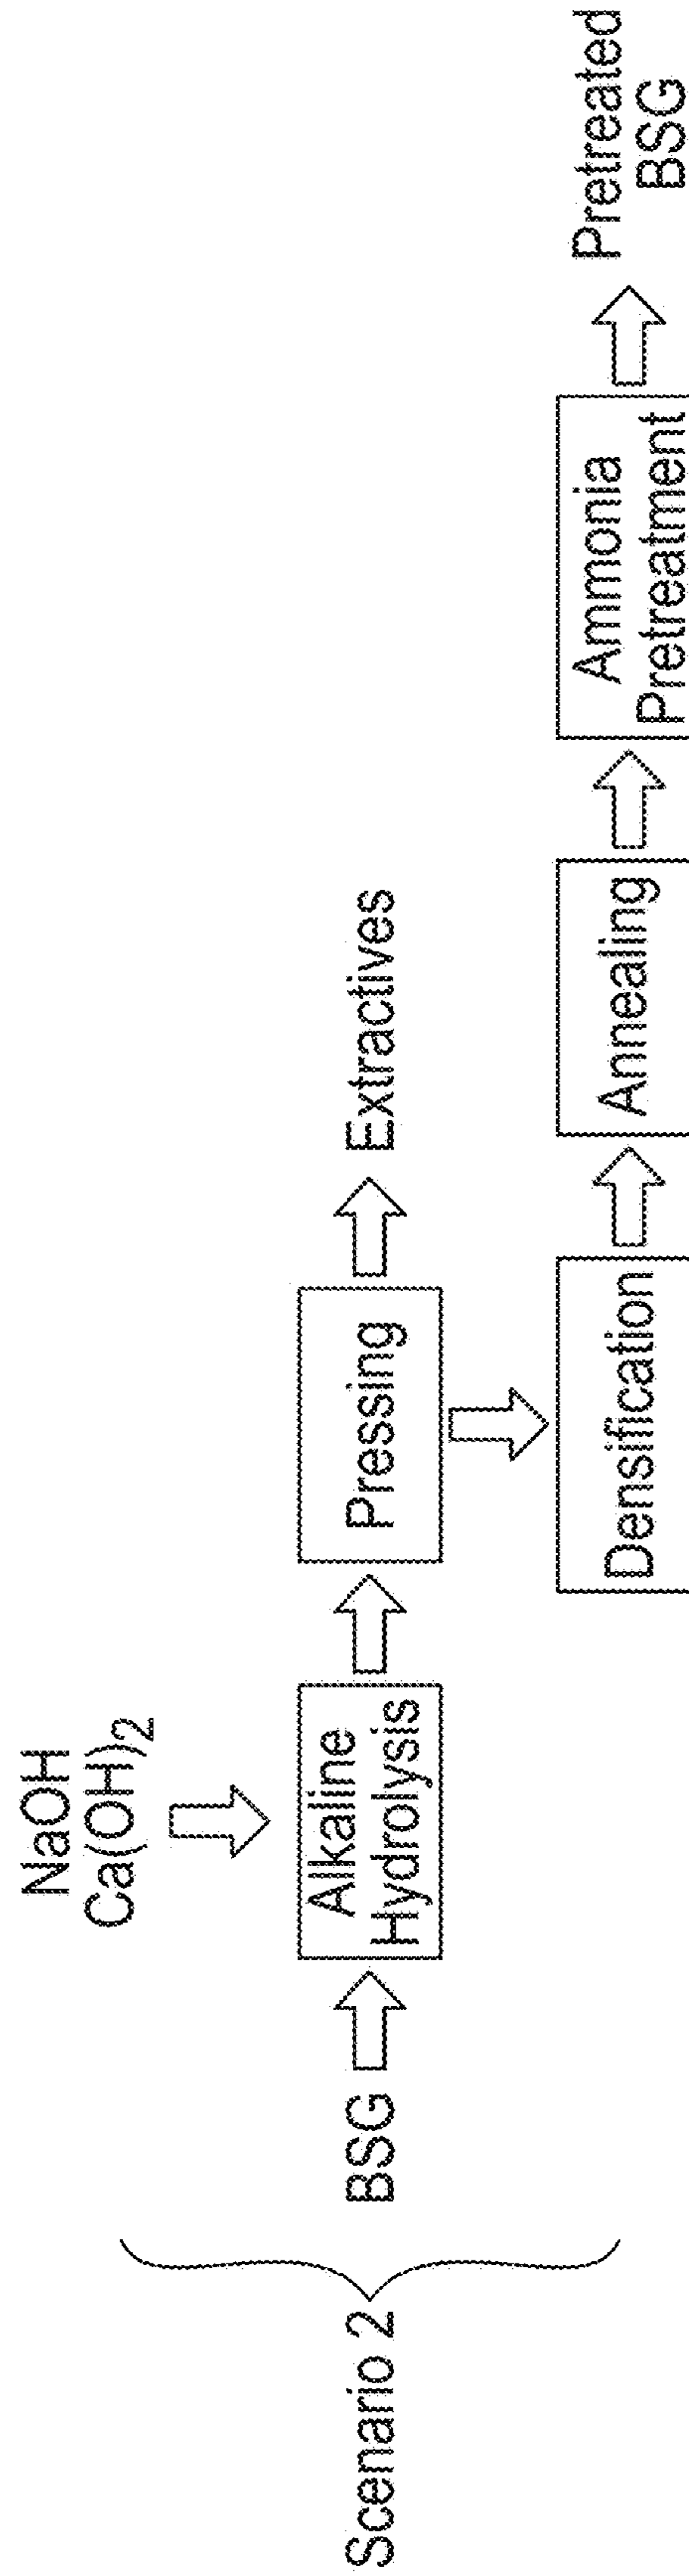 Scenario 2
NaOH
Ca(OH)2
BSG
Alkaline
Hydrolysis
Pressing
Extractives
Densification
Annealing
Ammonia
Pretreatment
Pretreated
BSG